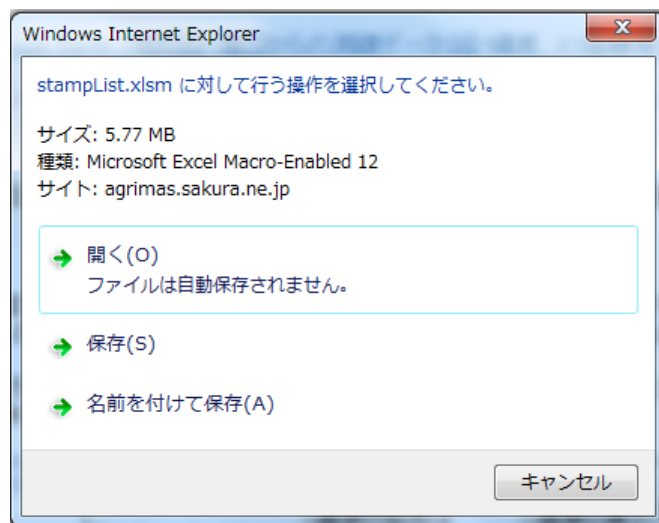 Windows Internet Explorer
stampList.xlsm に対して行う操作を選択してください。
サイズ: 5.77 MB
種類: Microsoft Excel Macro-Enabled 12
サイト: agrimas.sakura.ne.jp
開く(O)
ファイルは自動保存されません。
保存(S)
名前を付けて保存(A)
キャンセル